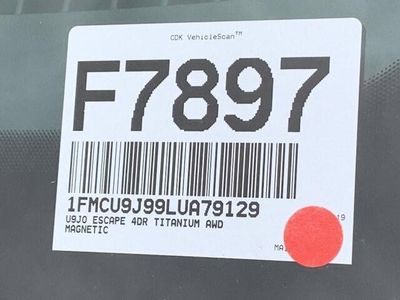 CDK VehicleScan™
F7897
1FMCU9J99LUA79129
U9J0 ESCAPE 4DR TITANIUM AWD
MAGNETIC